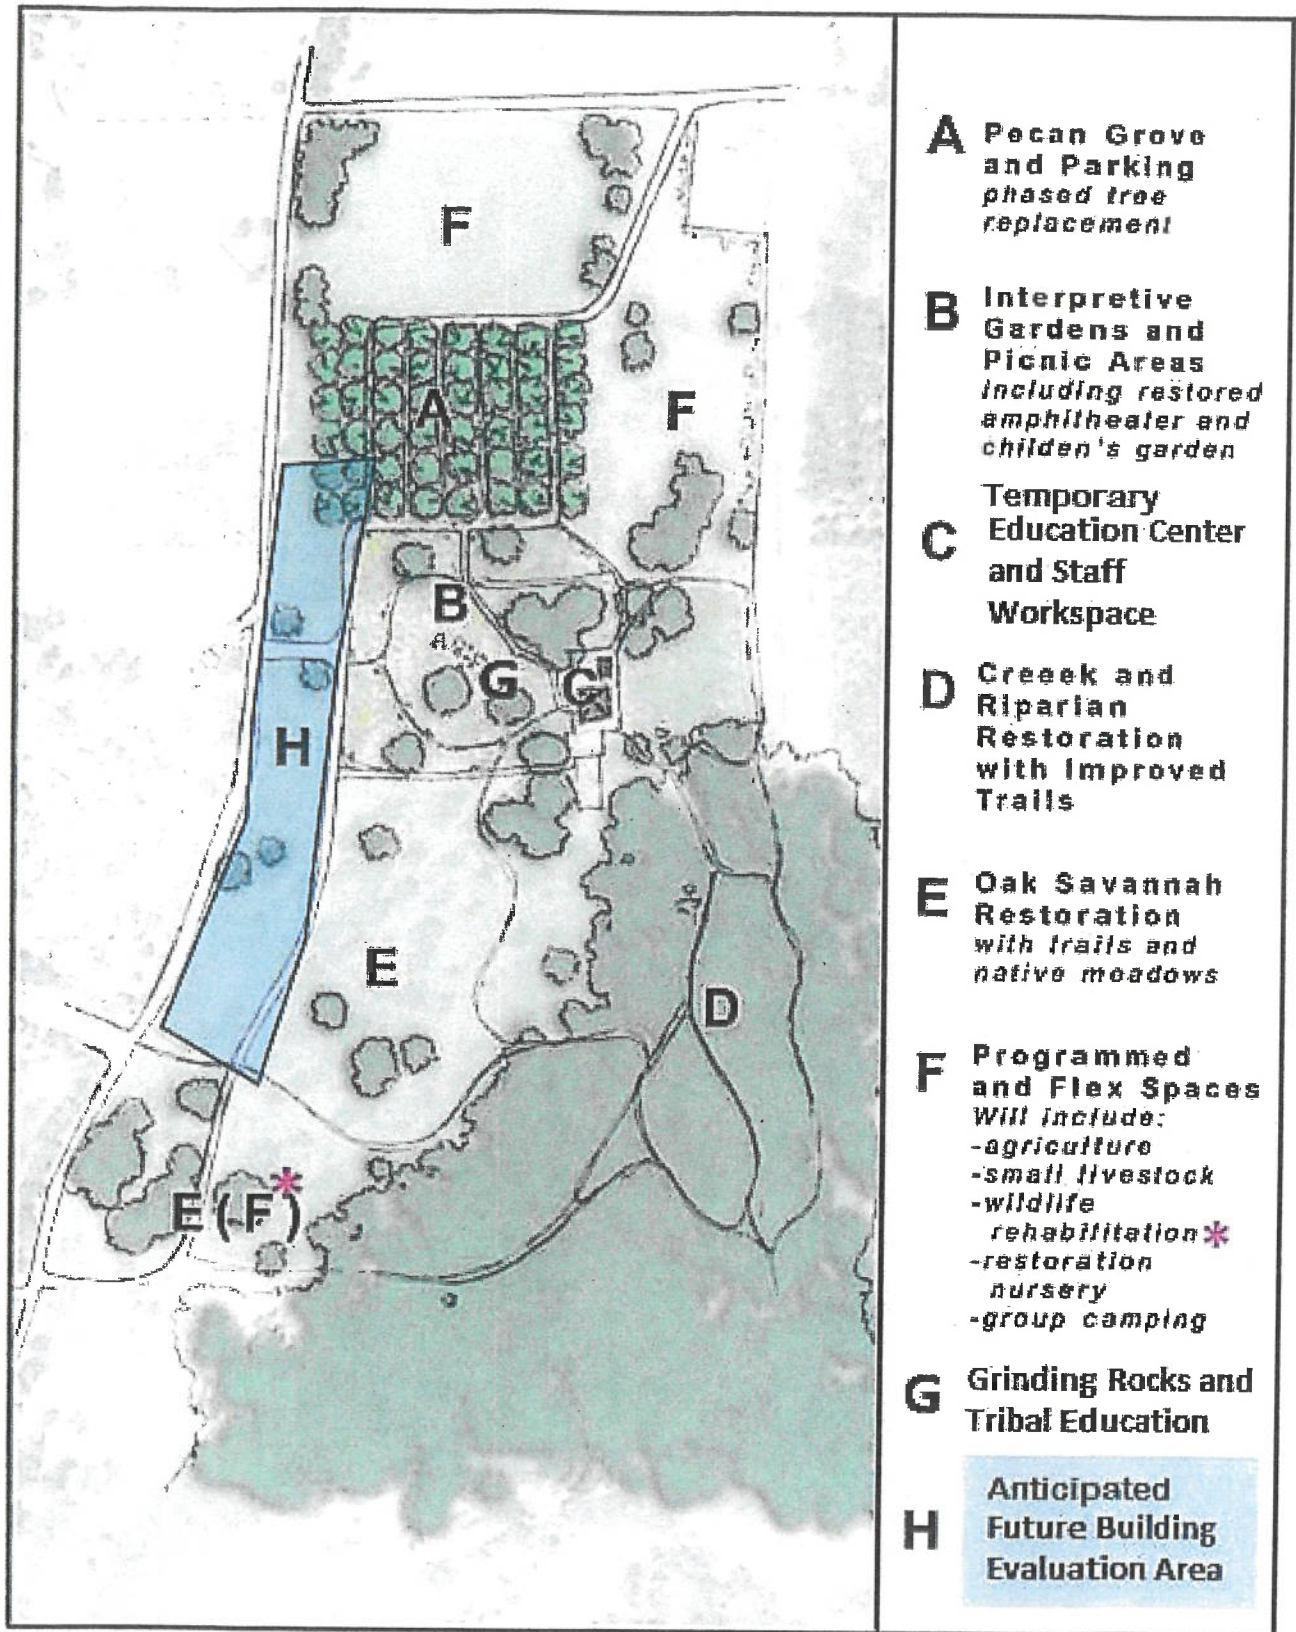 F
A
F
B
G
C
H
E
D
E (F*)
A Pecan Grove
and Parking
phased tree
replacement
B Interpretive
Gardens and
Picnic Areas
including restored
amphitheater and
childen's garden
C Temporary
Education Center
and Staff
Workspace
D Creeek and
Riparian
Restoration
with Improved
Trails
E Oak Savannah
Restoration
with trails and
native meadows
F Programmed
and Flex Spaces
Will include:
-agriculture
-small livestock
-wildlife
rehabilitation*
-restoration
nursery
-group camping
G Grinding Rocks and
Tribal Education
H Anticipated
Future Building
Evaluation Area